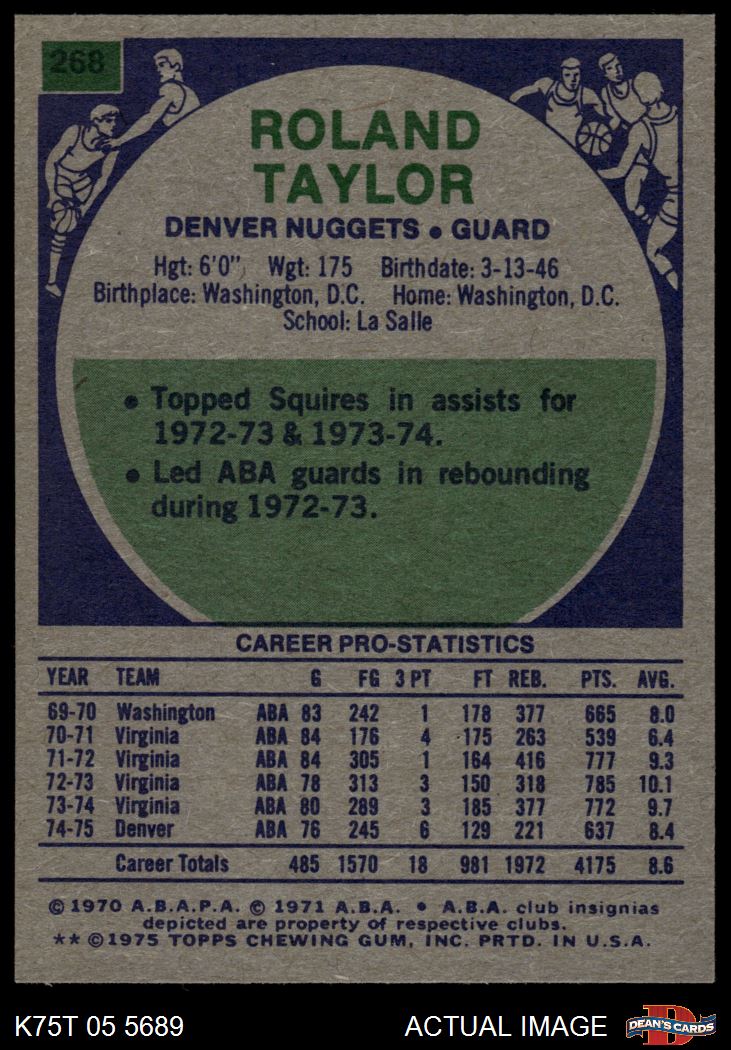 268
ROLAND
TAYLOR
DENVER NUGGETS • GUARD
Hgt: 6'0" Wgt: 175 Birthdate: 3-13-46
Birthplace: Washington, D.C. Home: Washington, D.C.
School: La Salle
• Topped Squires in assists for
1972-73 & 1973-74.
• Led ABA guards in rebounding
during 1972-73.
CAREER PRO-STATISTICS
YEAR TEAM G FG 3 PT FT REB. PTS. AVG.
69-70 Washington ABA 83 242 1 178 377 665 8.0
70-71 Virginia ABA 84 176 4 175 263 539 6.4
71-72 Virginia ABA 84 305 1 164 416 777 9.3
72-73 Virginia ABA 78 313 3 150 318 785 10.1
73-74 Virginia ABA 80 289 3 185 377 772 9.7
74-75 Denver ABA 76 245 6 129 221 637 8.4
Career Totals 485 1570 18 981 1972 4175 8.6
© 1970 A.B.A.P.A. © 1971 A.B.A. • A.B.A. club insignias
depicted are property of respective clubs.
** ©1975 TOPPS CHEWING GUM, INC. PRTD. IN U.S.A.
K75T 05 5689 ACTUAL IMAGE D DEAN'S CARDS